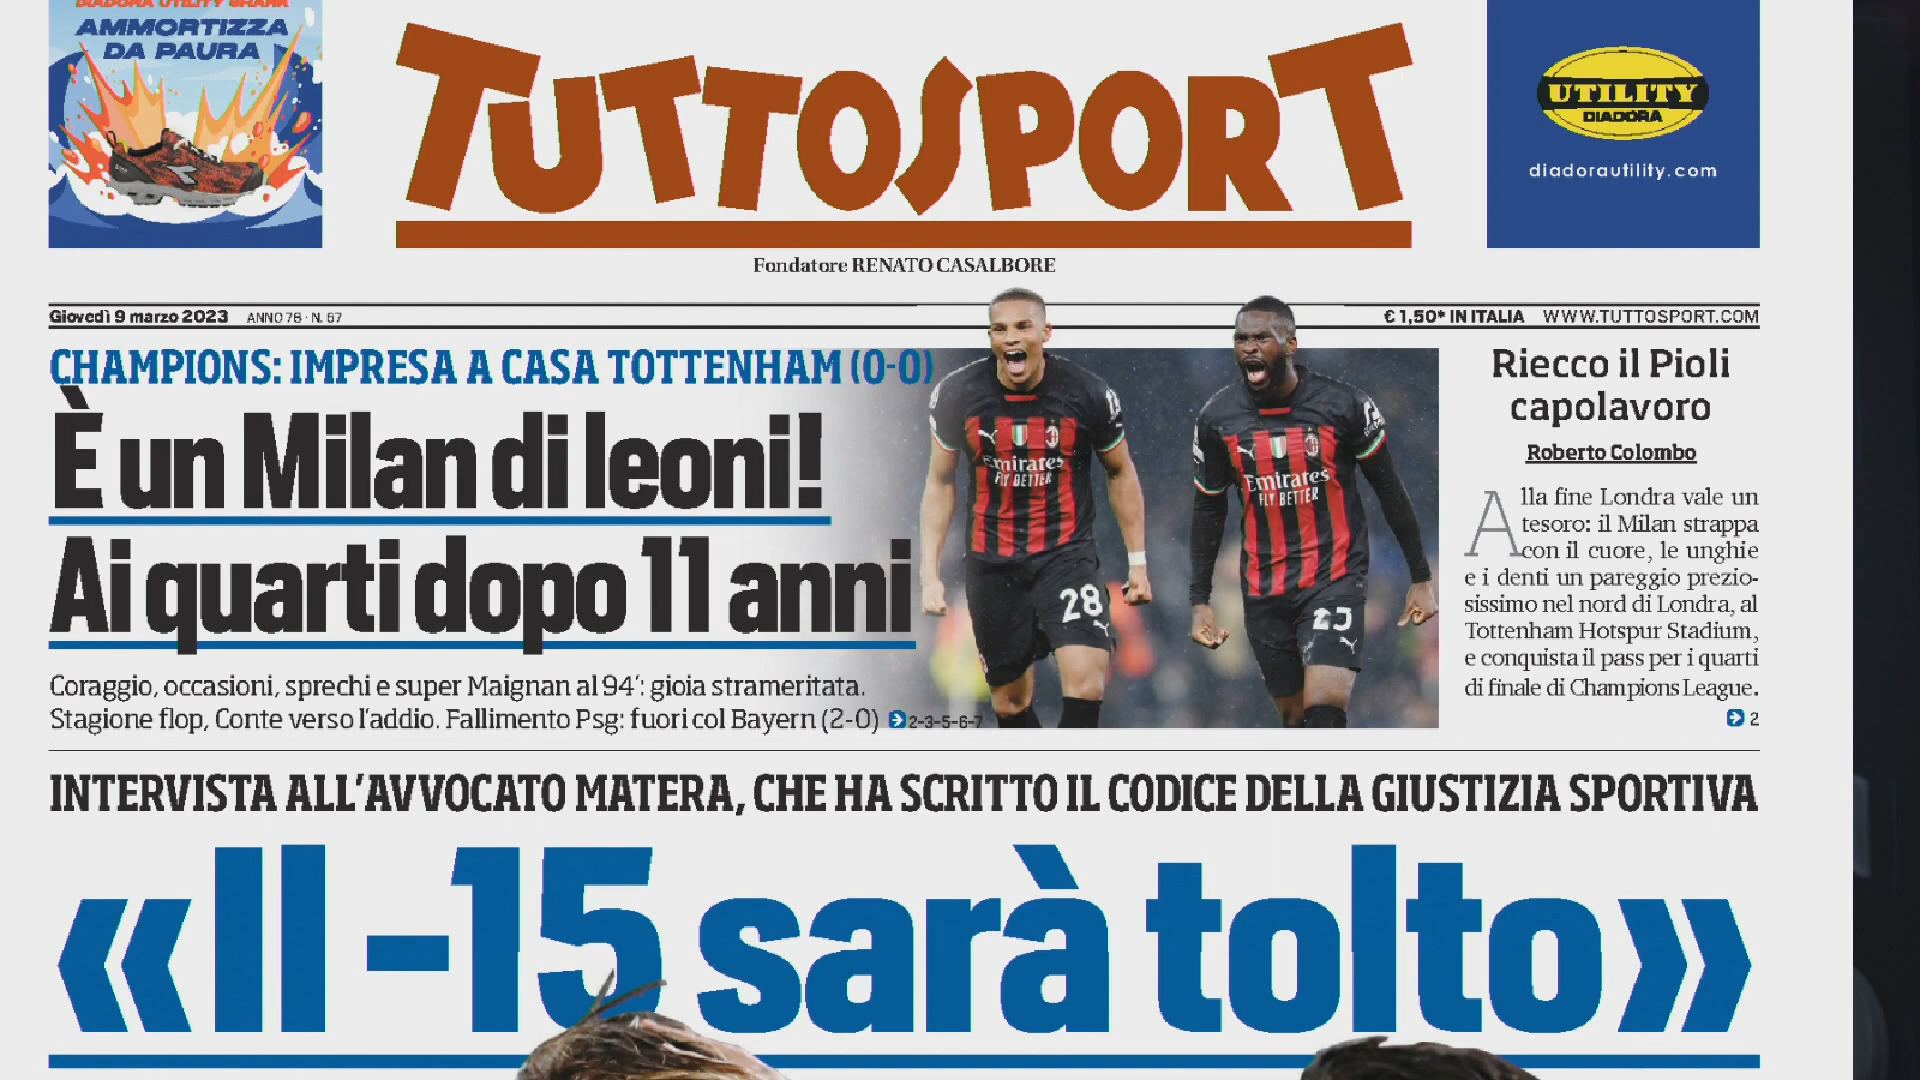 DIADORA UTILITY SHARK
AMMORTIZZA
DA PAURA
TUTTOSPORT
UTILITY
DIADORA
diadorautility.com
Fondatore RENATO CASALBORE
Giovedì 9 marzo 2023 ANNO 78 · N. 67
€ 1,50* IN ITALIA WWW.TUTTOSPORT.COM
CHAMPIONS: IMPRESA A CASA TOTTENHAM (0-0)
È un Milan di leoni!
Ai quarti dopo 11 anni
Coraggio, occasioni, sprechi e super Maignan al 94': gioia strameritata.
Stagione flop, Conte verso l'addio. Fallimento Psg: fuori col Bayern (2-0) 2-3-5-6-7
Emirates
FLY BETTER
28
Emirates
FLY BETTER
23
Riecco il Pioli
capolavoro
Roberto Colombo
Alla fine Londra vale un
tesoro: il Milan strappa
con il cuore, le unghie
e i denti un pareggio prezio-
sissimo nel nord di Londra, al
Tottenham Hotspur Stadium,
e conquista il pass per i quarti
di finale di Champions League.
2
INTERVISTA ALL'AVVOCATO MATERA, CHE HA SCRITTO IL CODICE DELLA GIUSTIZIA SPORTIVA
«Il -15 sarà tolto»